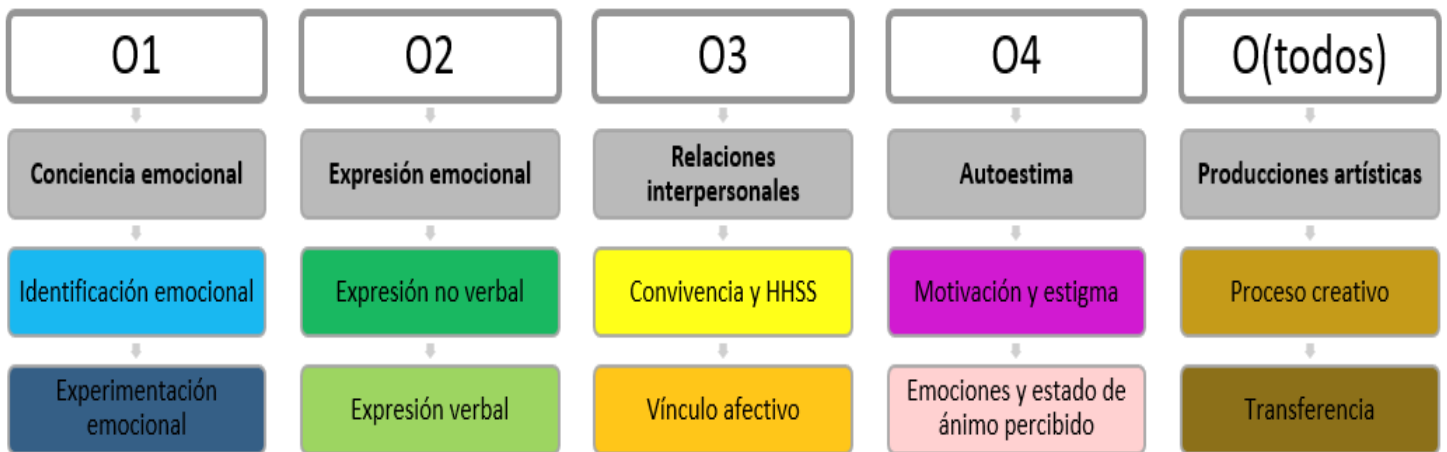 O1
O2
O3
O4
O(todos)
Conciencia emocional
Expresión emocional
Relaciones
interpersonales
Autoestima
Producciones artísticas
Identificación emocional
Expresión no verbal
Convivencia y HHSS
Motivación y estigma
Proceso creativo
Experimentación
emocional
Expresión verbal
Vínculo afectivo
Emociones y estado de
ánimo percibido
Transferencia